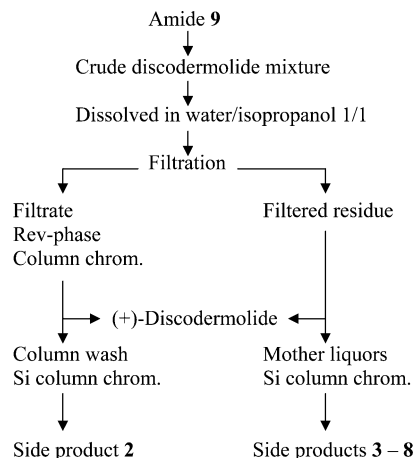 Amide 9
Crude discodermolide mixture
Dissolved in water/isopropanol 1/1
Filtration
Filtrate
Rev-phase
Column chrom.
Filtered residue
(+)-Discodermolide
Column wash
Si column chrom.
Mother liquors
Si column chrom.
Side product 2
Side products 3 – 8